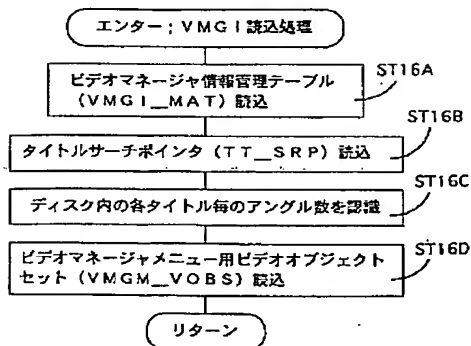 エンター；VMGI読込処理
ビデオマネージャ情報管理テーブル
（VMGI＿MAT）読込
ST16A
タイトルサーチポインタ（TT＿SRP）読込
ST16B
ディスク内の各タイトル毎のアングル数を認識
ST16C
ビデオマネージャメニュー用ビデオオブジェクト
セット（VMGM＿VOBS）読込
ST16D
リターン